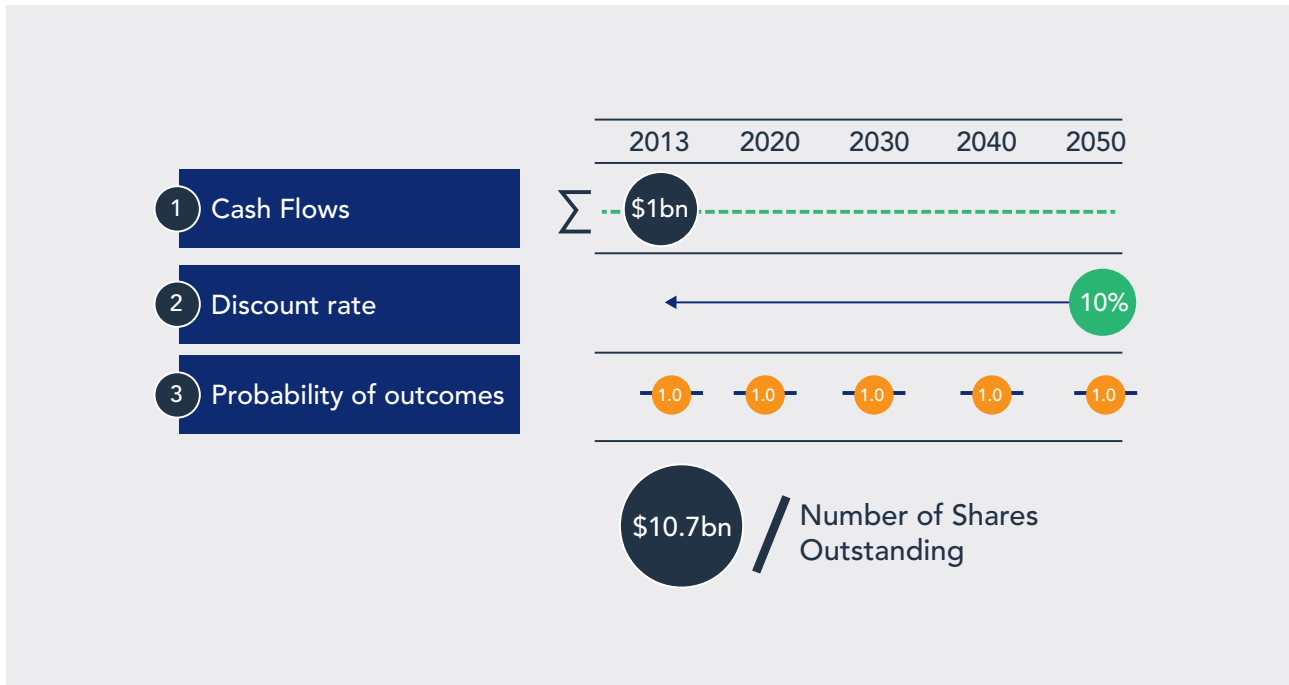 2013 2020 2030 2040 2050
1 Cash Flows ∑ $1bn
2 Discount rate 10%
3 Probability of outcomes 1.0 1.0 1.0 1.0 1.0
$10.7bn / Number of Shares
Outstanding